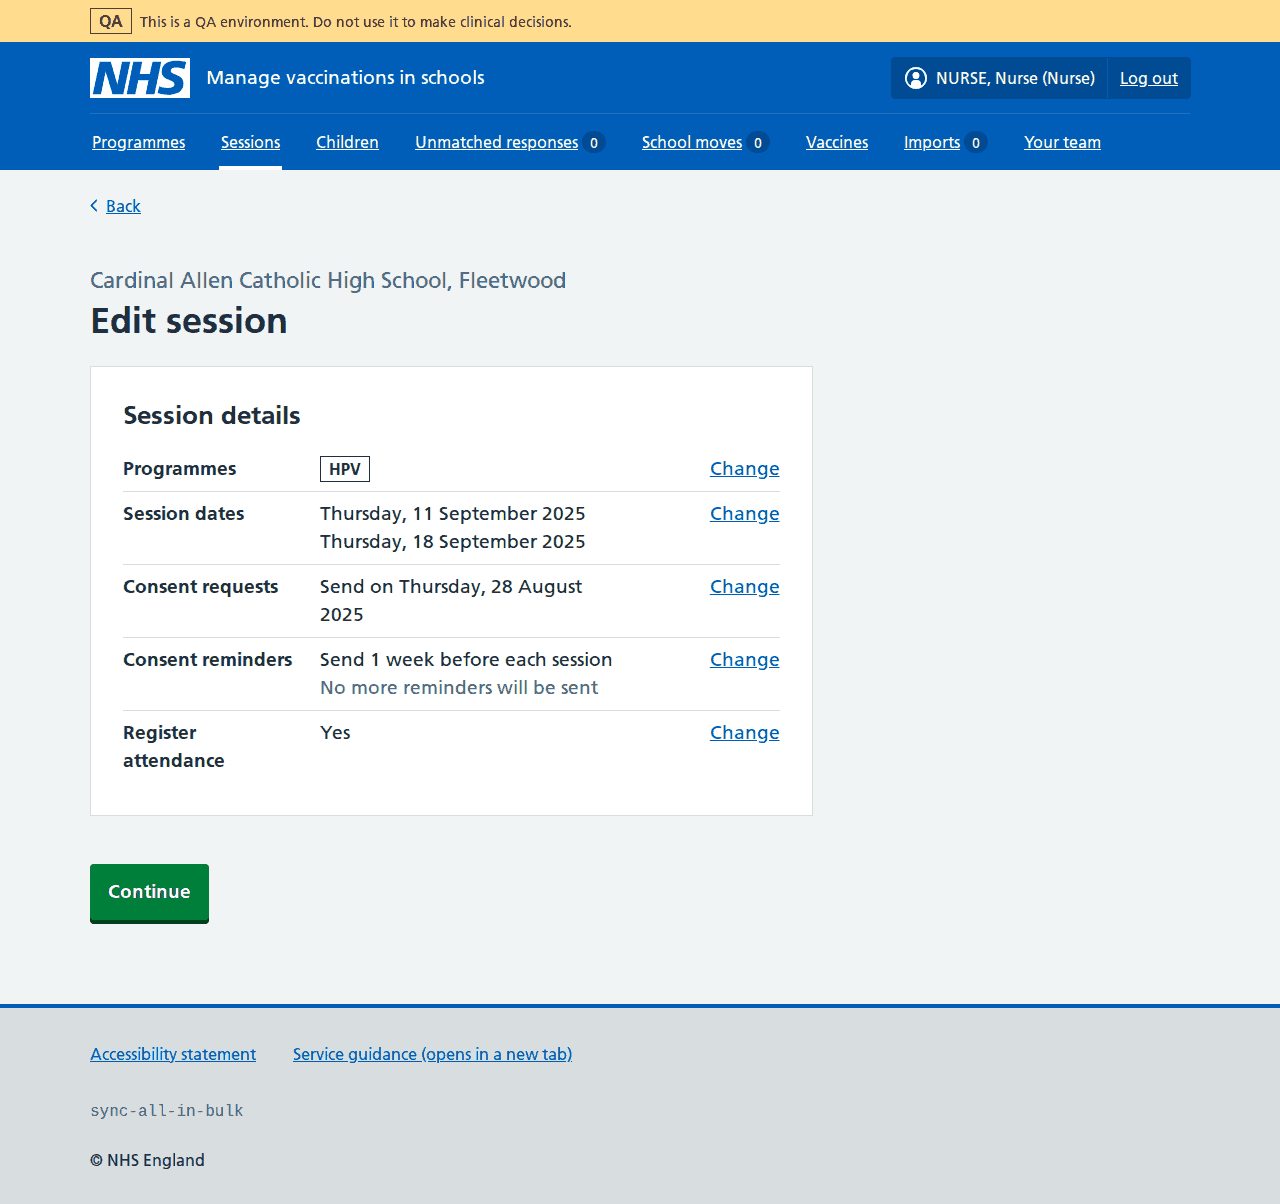 QA This is a QA environment. Do not use it to make clinical decisions.
NHS Manage vaccinations in schools NURSE, Nurse (Nurse) Log out
Programmes Sessions Children Unmatched responses 0 School moves 0 Vaccines Imports 0 Your team
Back
Cardinal Allen Catholic High School, Fleetwood
Edit session
Session details
Programmes HPV Change
Session dates Thursday, 11 September 2025 Change
Thursday, 18 September 2025
Consent requests Send on Thursday, 28 August Change
2025
Consent reminders Send 1 week before each session Change
No more reminders will be sent
Register Yes Change
attendance
Continue
Accessibility statement Service guidance (opens in a new tab)
sync-all-in-bulk
© NHS England